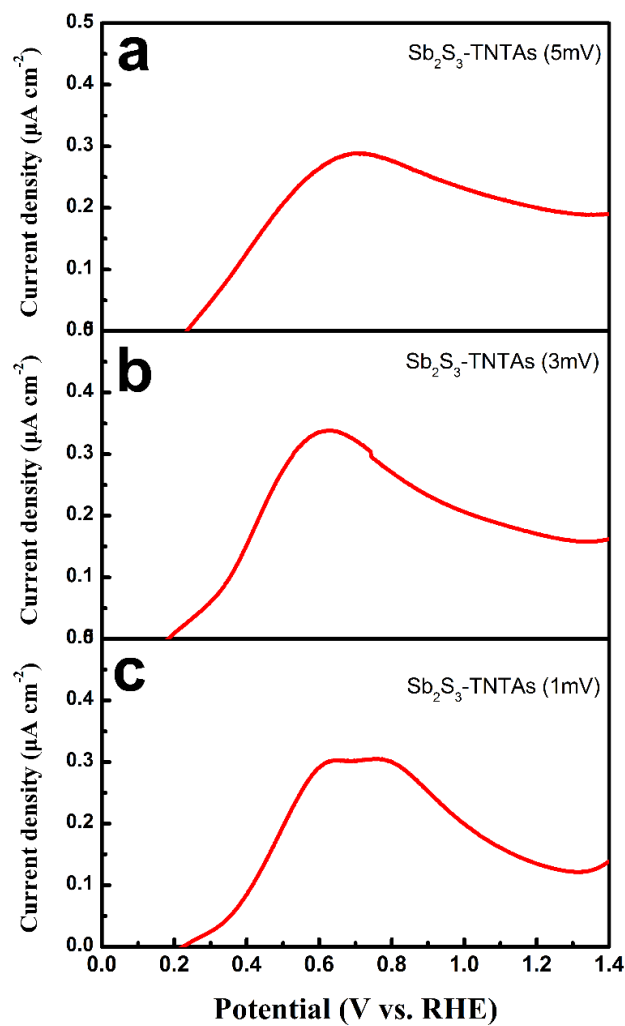 a
Sb₂S₃-TNTAs (5mV)
Current density (μA cm⁻²)
0.5
0.4
0.3
0.2
0.1
0.0
b
Sb₂S₃-TNTAs (3mV)
Current density (μA cm⁻²)
0.4
0.3
0.2
0.1
0.0
c
Sb₂S₃-TNTAs (1mV)
Current density (μA cm⁻²)
0.4
0.3
0.2
0.1
0.0
0.0 0.2 0.4 0.6 0.8 1.0 1.2 1.4
Potential (V vs. RHE)